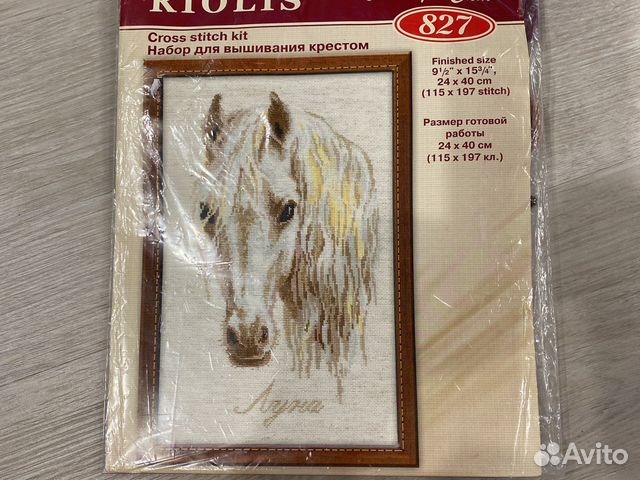 RIOLIS
827
Cross stitch kit
Набор для вышивания крестом
Finished size
9½" x 15¾",
24 x 40 cm
(115 x 197 stitch)
Размер готовой
работы
24 x 40 см
(115 x 197 кл.)
Луна
Avito